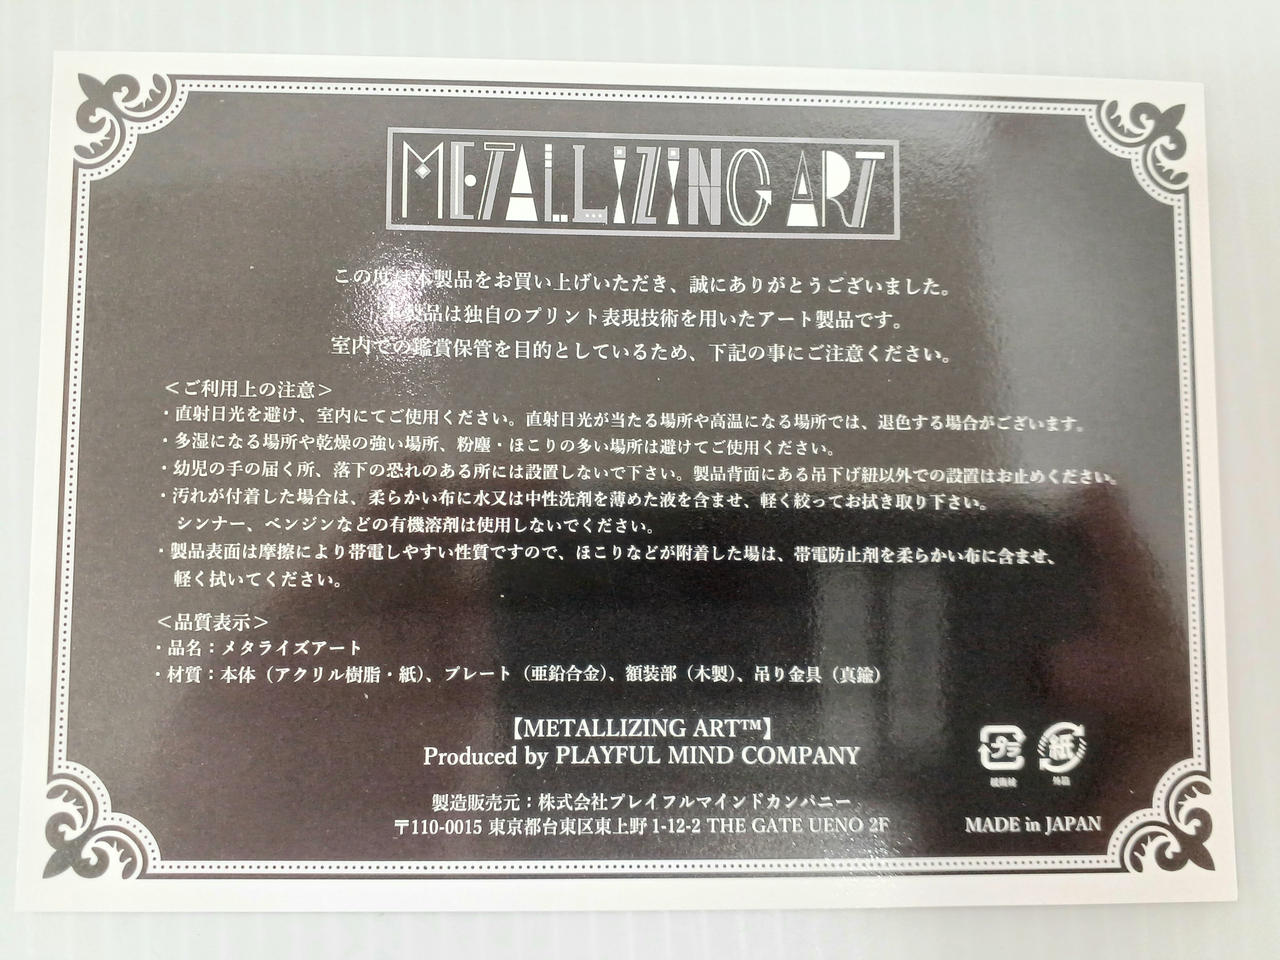 METALLIZING ART
この度は本製品をお買い上げいただき、誠にありがとうございました。
本製品は独自のプリント表現技術を用いたアート製品です。
室内での鑑賞保管を目的としているため、下記の事にご注意ください。
＜ご利用上の注意＞
・直射日光を避け、室内にてご使用ください。直射日光が当たる場所や高温になる場所では、退色する場合がございます。
・多湿になる場所や乾燥の強い場所、粉塵・ほこりの多い場所は避けてご使用ください。
・幼児の手の届く所、落下の恐れのある所には設置しないで下さい。製品背面にある吊下げ紐以外での設置はお止めください。
・汚れが付着した場合は、柔らかい布に水又は中性洗剤を薄めた液を含ませ、軽く絞ってお拭き取り下さい。
シンナー、ベンジンなどの有機溶剤は使用しないでください。
・製品表面は摩擦により帯電しやすい性質ですので、ほこりなどが附着した場は、帯電防止剤を柔らかい布に含ませ、
軽く拭いてください。
＜品質表示＞
・品名：メタライズアート
・材質：本体（アクリル樹脂・紙）、プレート（亜鉛合金）、額装部（木製）、吊り金具（真鍮）
【METALLIZING ART™】
Produced by PLAYFUL MIND COMPANY
製造販売元：株式会社プレイフルマインドカンパニー
〒110-0015 東京都台東区東上野 1-12-2 THE GATE UENO 2F
プラ 紙
緩衝材 外箱
MADE in JAPAN